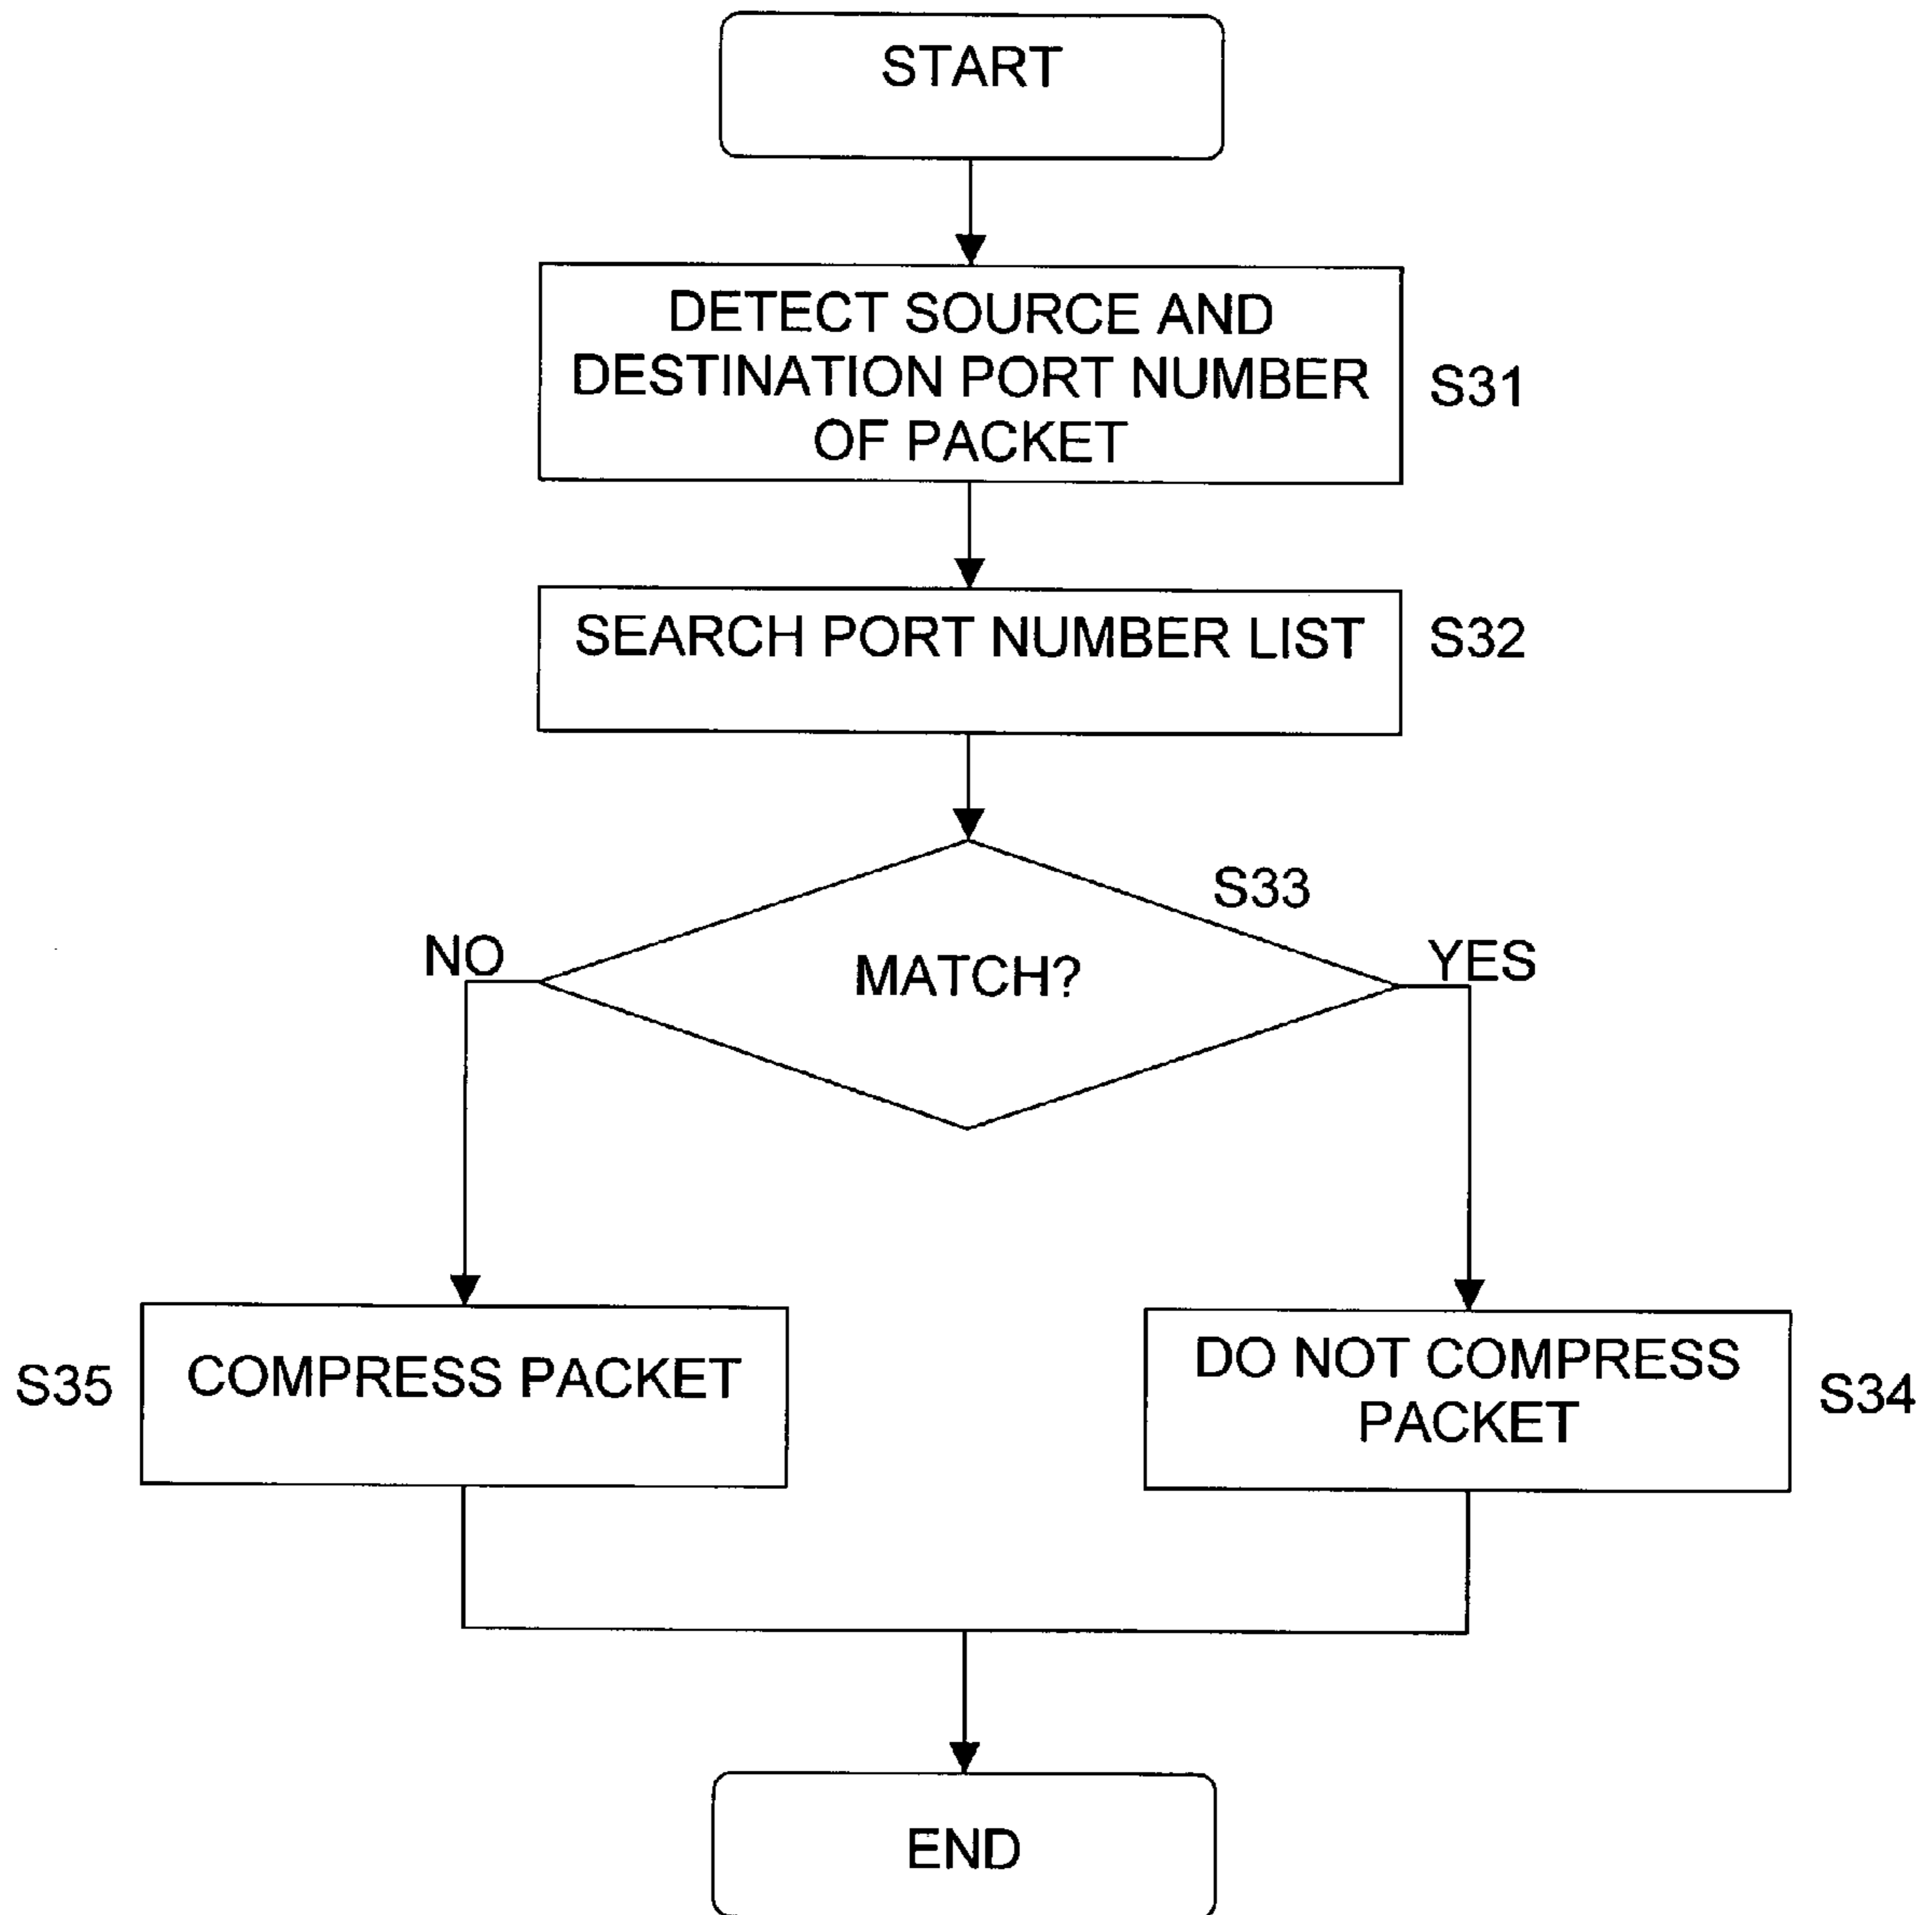 START
DETECT SOURCE AND
DESTINATION PORT NUMBER
OF PACKET
S31
SEARCH PORT NUMBER LIST
S32
S33
NO
MATCH?
YES
S35
COMPRESS PACKET
DO NOT COMPRESS
PACKET
S34
END